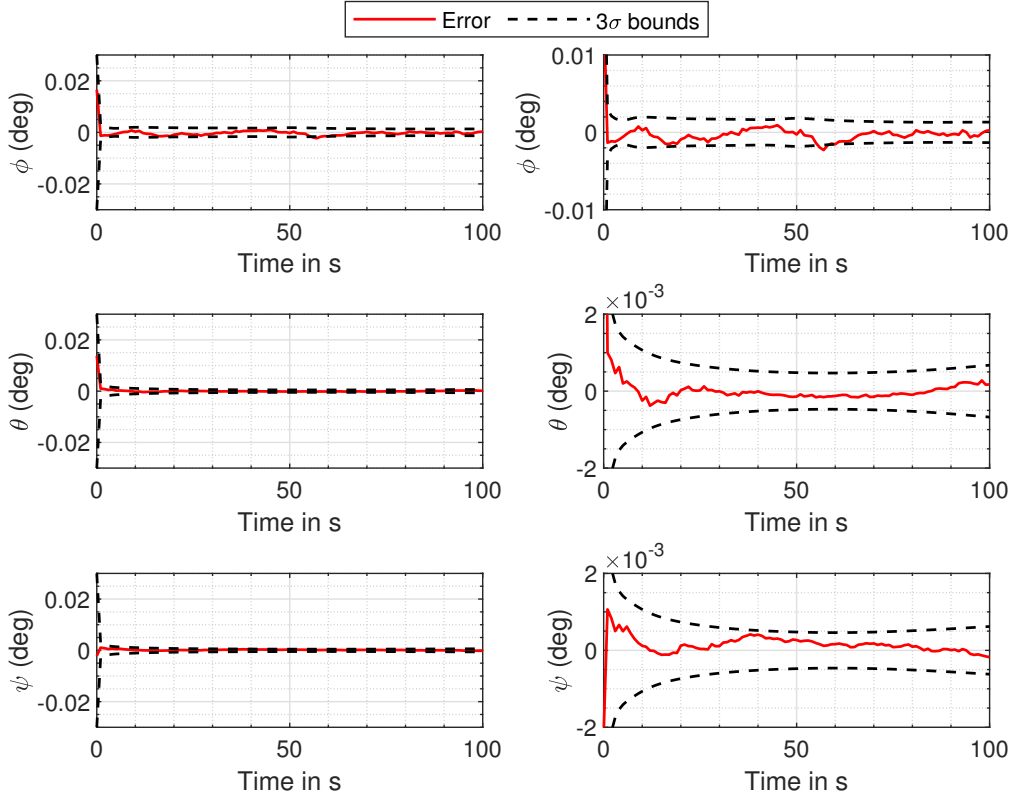 Error 3σ bounds
0.02
0
-0.02
ϕ (deg)
0 50 100
Time in s
0.01
0
-0.01
ϕ (deg)
0 50 100
Time in s
0.02
0
-0.02
θ (deg)
0 50 100
Time in s
×10⁻³
2
0
-2
θ (deg)
0 50 100
Time in s
0.02
0
-0.02
ψ (deg)
0 50 100
Time in s
×10⁻³
2
0
-2
ψ (deg)
0 50 100
Time in s